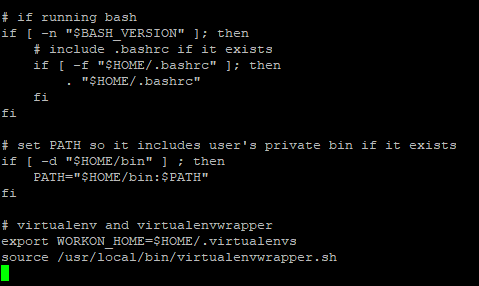 # if running bash
if [ -n "$BASH_VERSION" ]; then
    # include .bashrc if it exists
    if [ -f "$HOME/.bashrc" ]; then
        . "$HOME/.bashrc"
    fi
fi

# set PATH so it includes user's private bin if it exists
if [ -d "$HOME/bin" ] ; then
    PATH="$HOME/bin:$PATH"
fi

# virtualenv and virtualenvwrapper
export WORKON_HOME=$HOME/.virtualenvs
source /usr/local/bin/virtualenvwrapper.sh